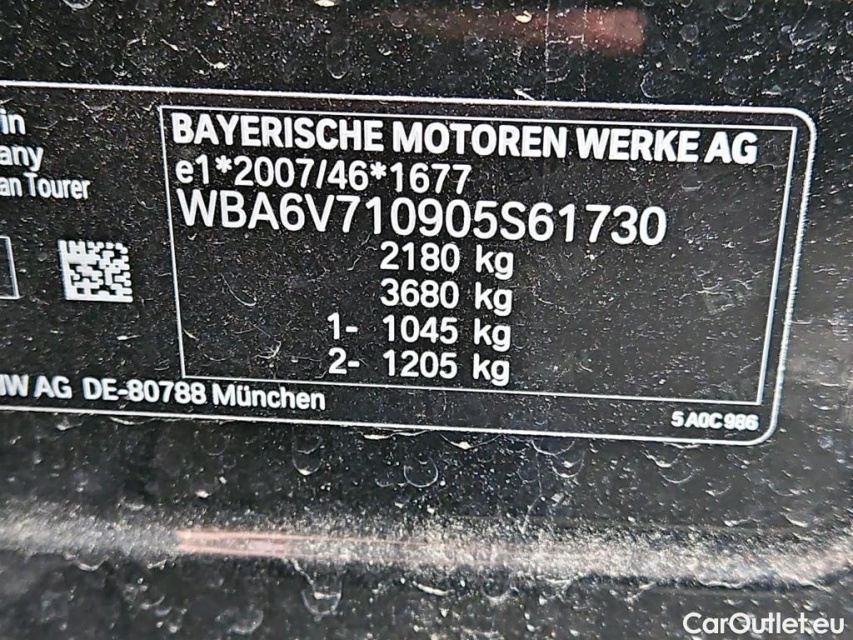 in
any
an Tourer
BAYERISCHE MOTOREN WERKE AG
e1*2007/46*1677
WBA6V710905S61730
2180 kg
3680 kg
1- 1045 kg
2- 1205 kg
W AG DE-80788 München
5 A0C 986
CarOutlet.eu